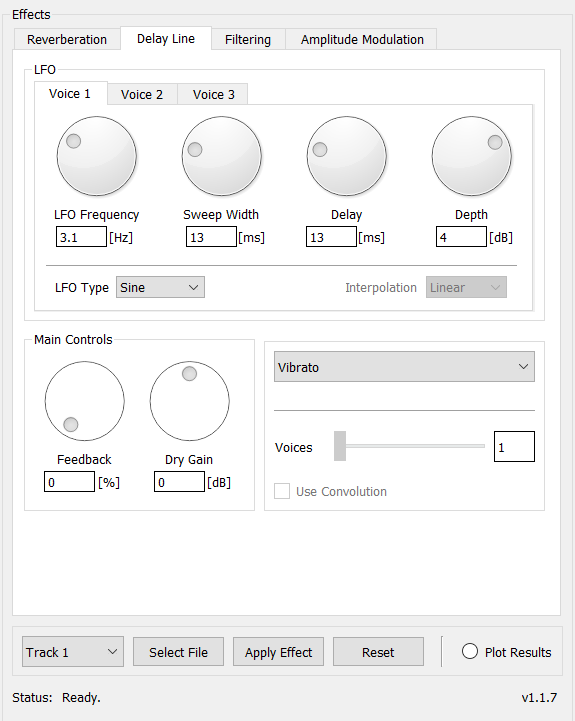 Effects
Reverberation Delay Line Filtering Amplitude Modulation
LFO
Voice 1 Voice 2 Voice 3
LFO Frequency Sweep Width Delay Depth
3.1 [Hz] 13 [ms] 13 [ms] 4 [dB]
LFO Type Sine Interpolation Linear
Main Controls
Feedback Dry Gain
0 [%] 0 [dB]
Vibrato
Voices 1
Use Convolution
Track 1 Select File Apply Effect Reset Plot Results
Status: Ready. v1.1.7